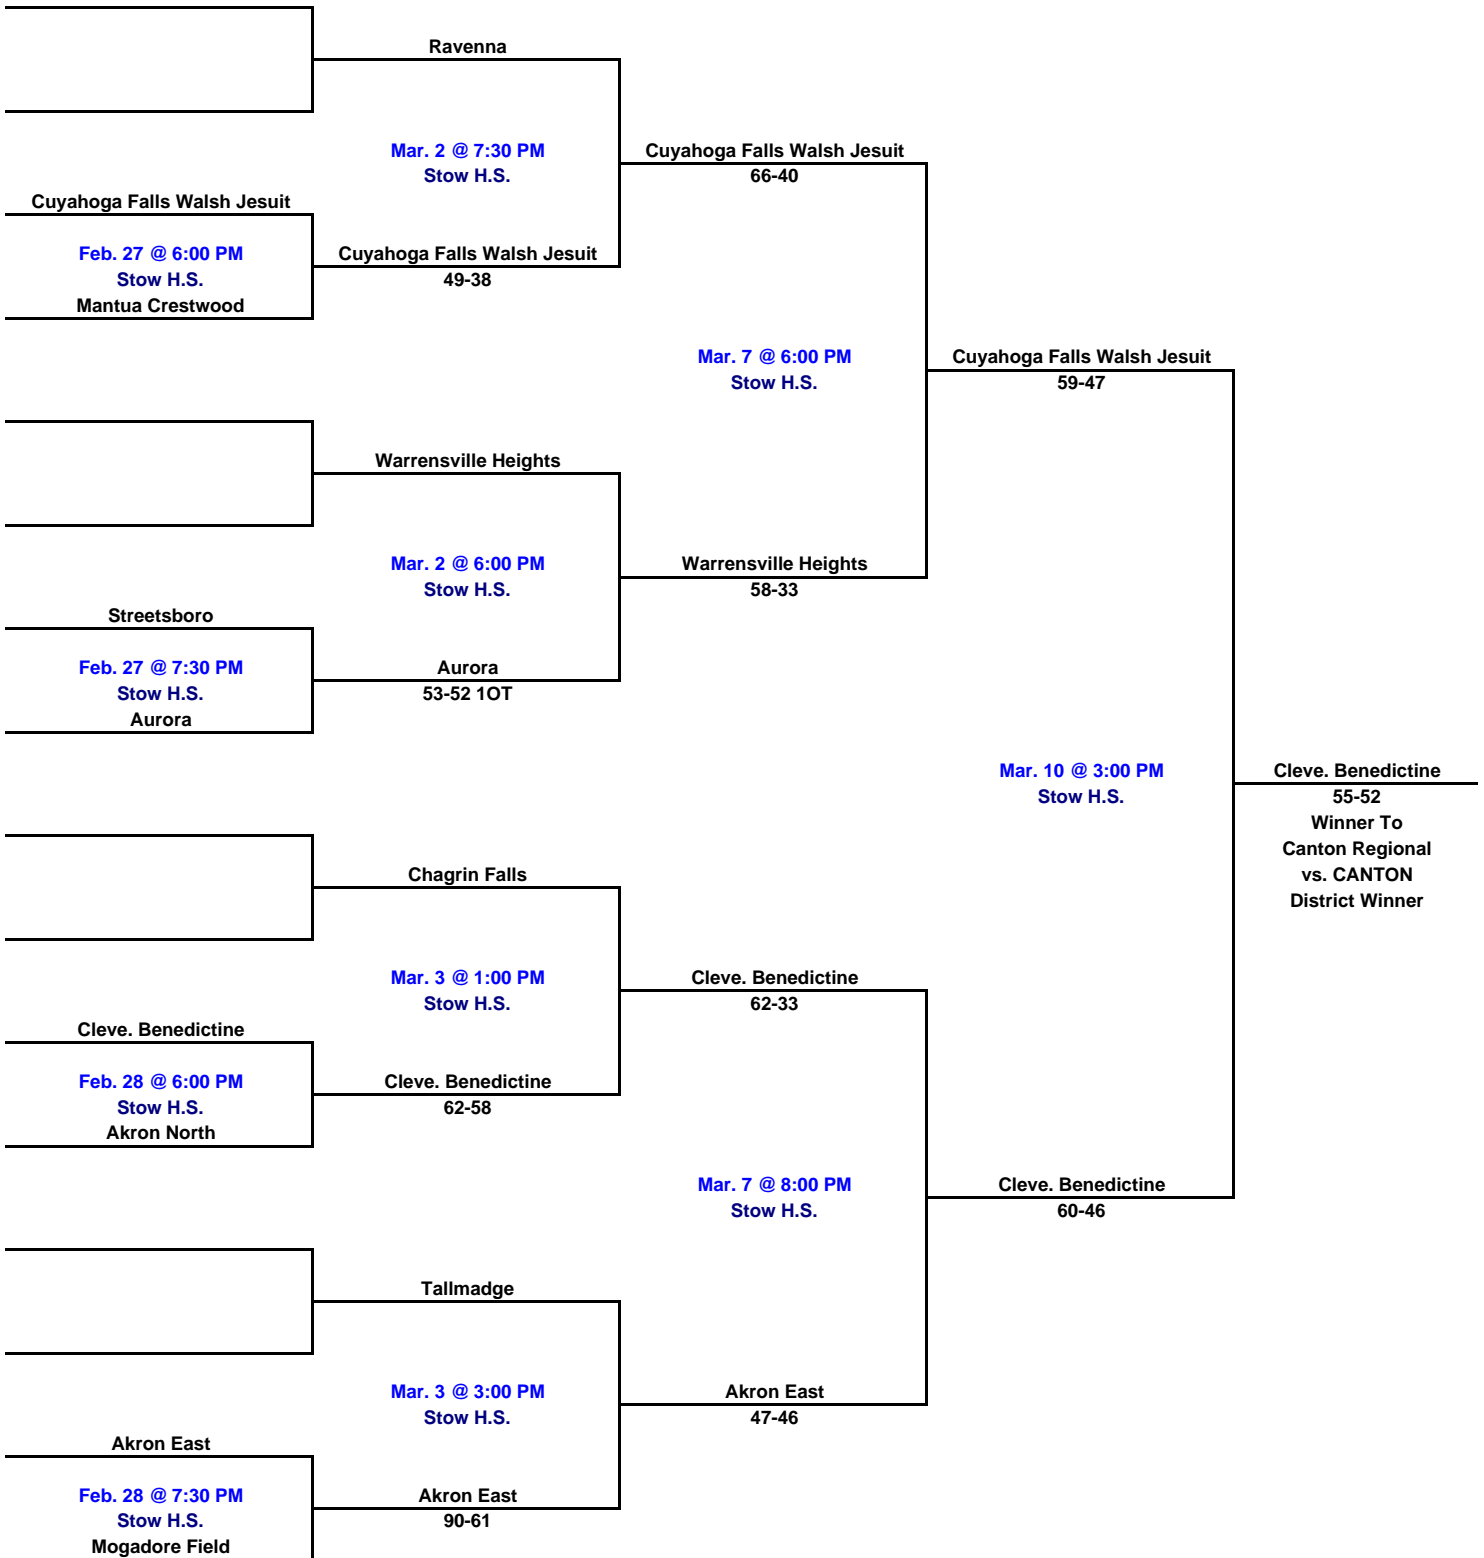 Ravenna
Mar. 2 @ 7:30 PM
Stow H.S.
Cuyahoga Falls Walsh Jesuit
66-40
Cuyahoga Falls Walsh Jesuit
Feb. 27 @ 6:00 PM
Stow H.S.
Mantua Crestwood
Cuyahoga Falls Walsh Jesuit
49-38
Mar. 7 @ 6:00 PM
Stow H.S.
Cuyahoga Falls Walsh Jesuit
59-47
Warrensville Heights
Mar. 2 @ 6:00 PM
Stow H.S.
Warrensville Heights
58-33
Streetsboro
Feb. 27 @ 7:30 PM
Stow H.S.
Aurora
Aurora
53-52 1OT
Mar. 10 @ 3:00 PM
Stow H.S.
Cleve. Benedictine
55-52
Winner To
Canton Regional
vs. CANTON
District Winner
Chagrin Falls
Mar. 3 @ 1:00 PM
Stow H.S.
Cleve. Benedictine
62-33
Cleve. Benedictine
Feb. 28 @ 6:00 PM
Stow H.S.
Akron North
Cleve. Benedictine
62-58
Mar. 7 @ 8:00 PM
Stow H.S.
Cleve. Benedictine
60-46
Tallmadge
Mar. 3 @ 3:00 PM
Stow H.S.
Akron East
47-46
Akron East
Feb. 28 @ 7:30 PM
Stow H.S.
Mogadore Field
Akron East
90-61